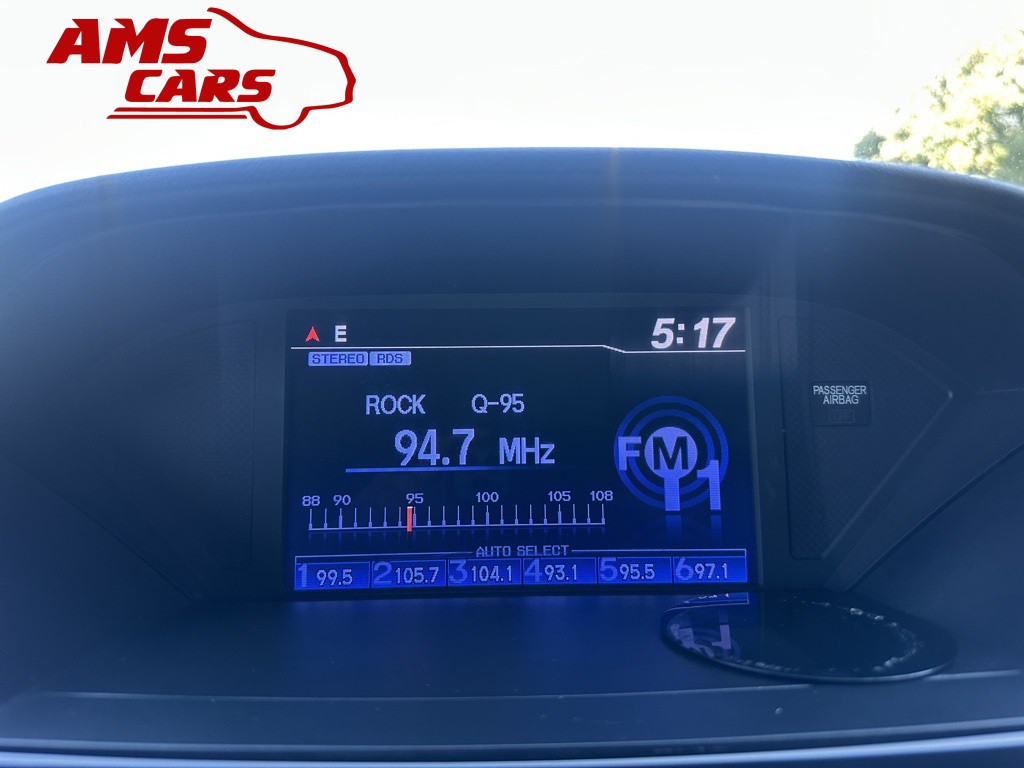 AMS
CARS
E 5:17
STEREO RDS
ROCK Q-95
94.7 MHz
FM1
88 90 95 100 105 108
AUTO SELECT
1 99.5 2 105.7 3 104.1 4 93.1 5 95.5 6 97.1
PASSENGER
AIRBAG